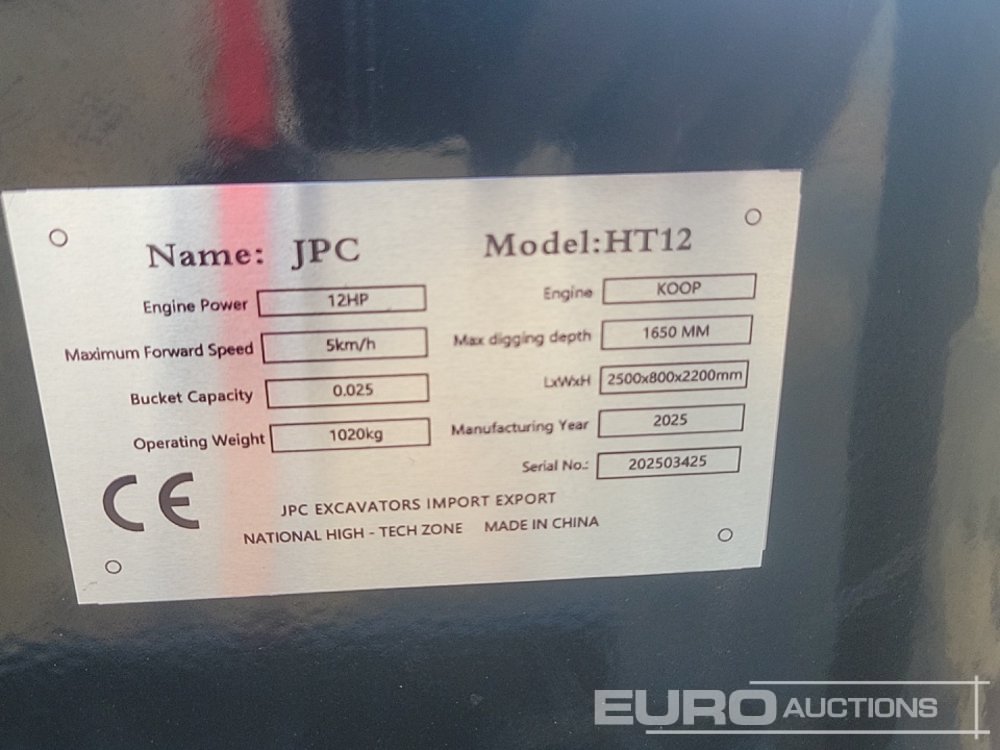 Name: JPC Model:HT12
Engine Power 12HP Engine KOOP
Maximum Forward Speed 5km/h Max digging depth 1650 MM
Bucket Capacity 0.025 LxWxH 2500x800x2200mm
Operating Weight 1020kg Manufacturing Year 2025
Serial No.: 202503425
CE
JPC EXCAVATORS IMPORT EXPORT
NATIONAL HIGH - TECH ZONE MADE IN CHINA
EURO AUCTIONS